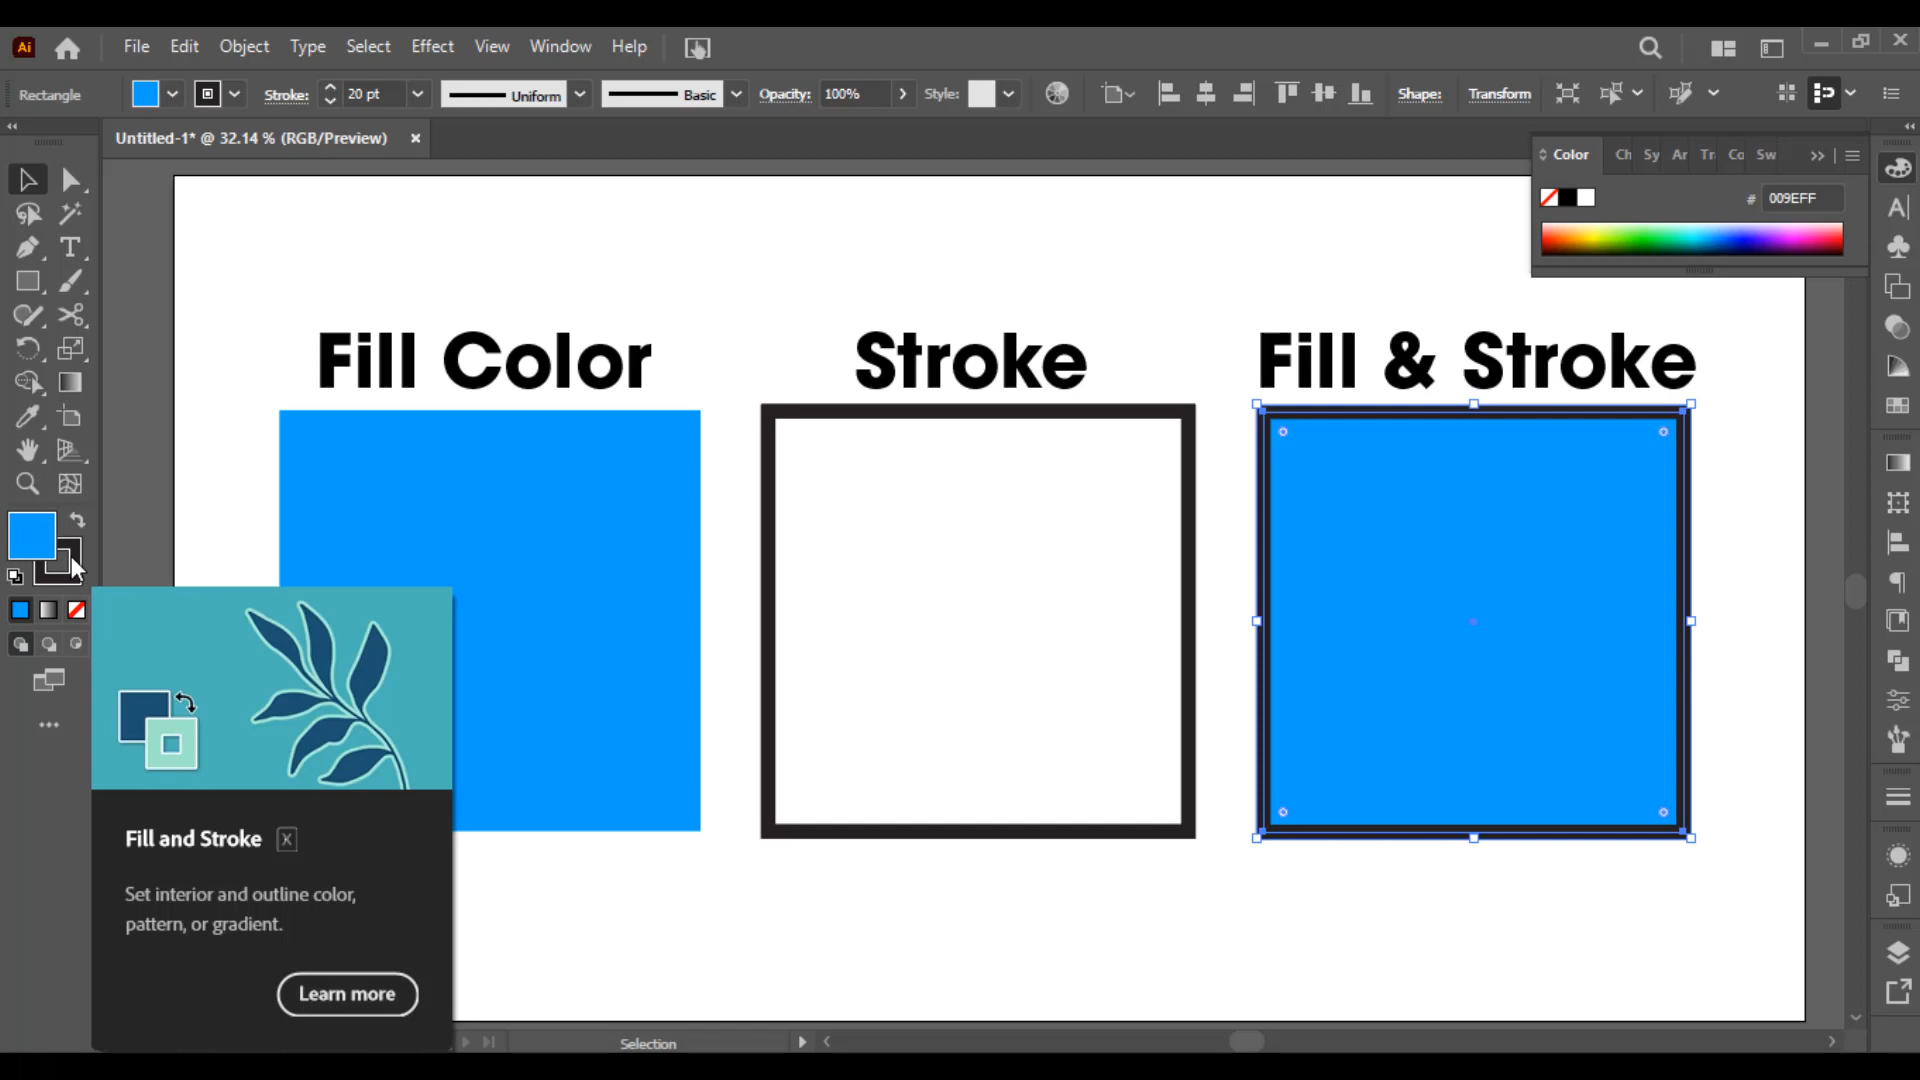 Ai File Edit Object Type Select Effect View Window Help
Rectangle Stroke: 20 pt Uniform Basic Opacity: 100% Style: Shape: Transform
Untitled-1* @ 32.14 % (RGB/Preview) ×
Color Ch Sy Ar Tr Co Sw
# 009EFF
Fill Color Stroke Fill & Stroke
Fill and Stroke X
Set interior and outline color,
pattern, or gradient.
Learn more
Selection